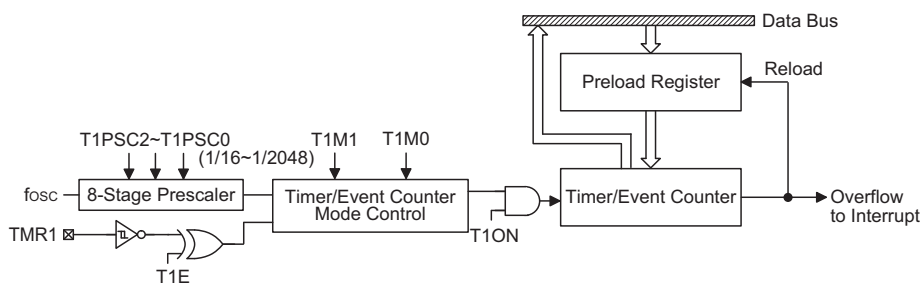 Data Bus
Preload Register
Reload
T1PSC2~T1PSC0
(1/16~1/2048)
T1M1
T1M0
fosc
8-Stage Prescaler
Timer/Event Counter
Mode Control
Timer/Event Counter
Overflow
to Interrupt
TMR1
T1ON
T1E